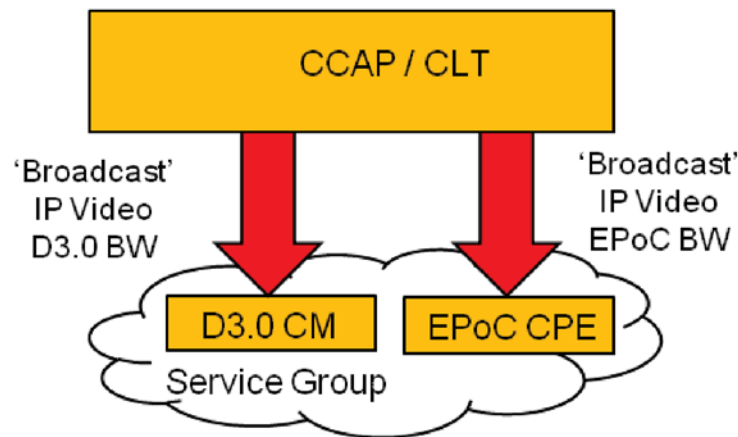 CCAP / CLT
‘Broadcast’
IP Video
D3.0 BW
‘Broadcast’
IP Video
EPoC BW
D3.0 CM
EPoC CPE
Service Group